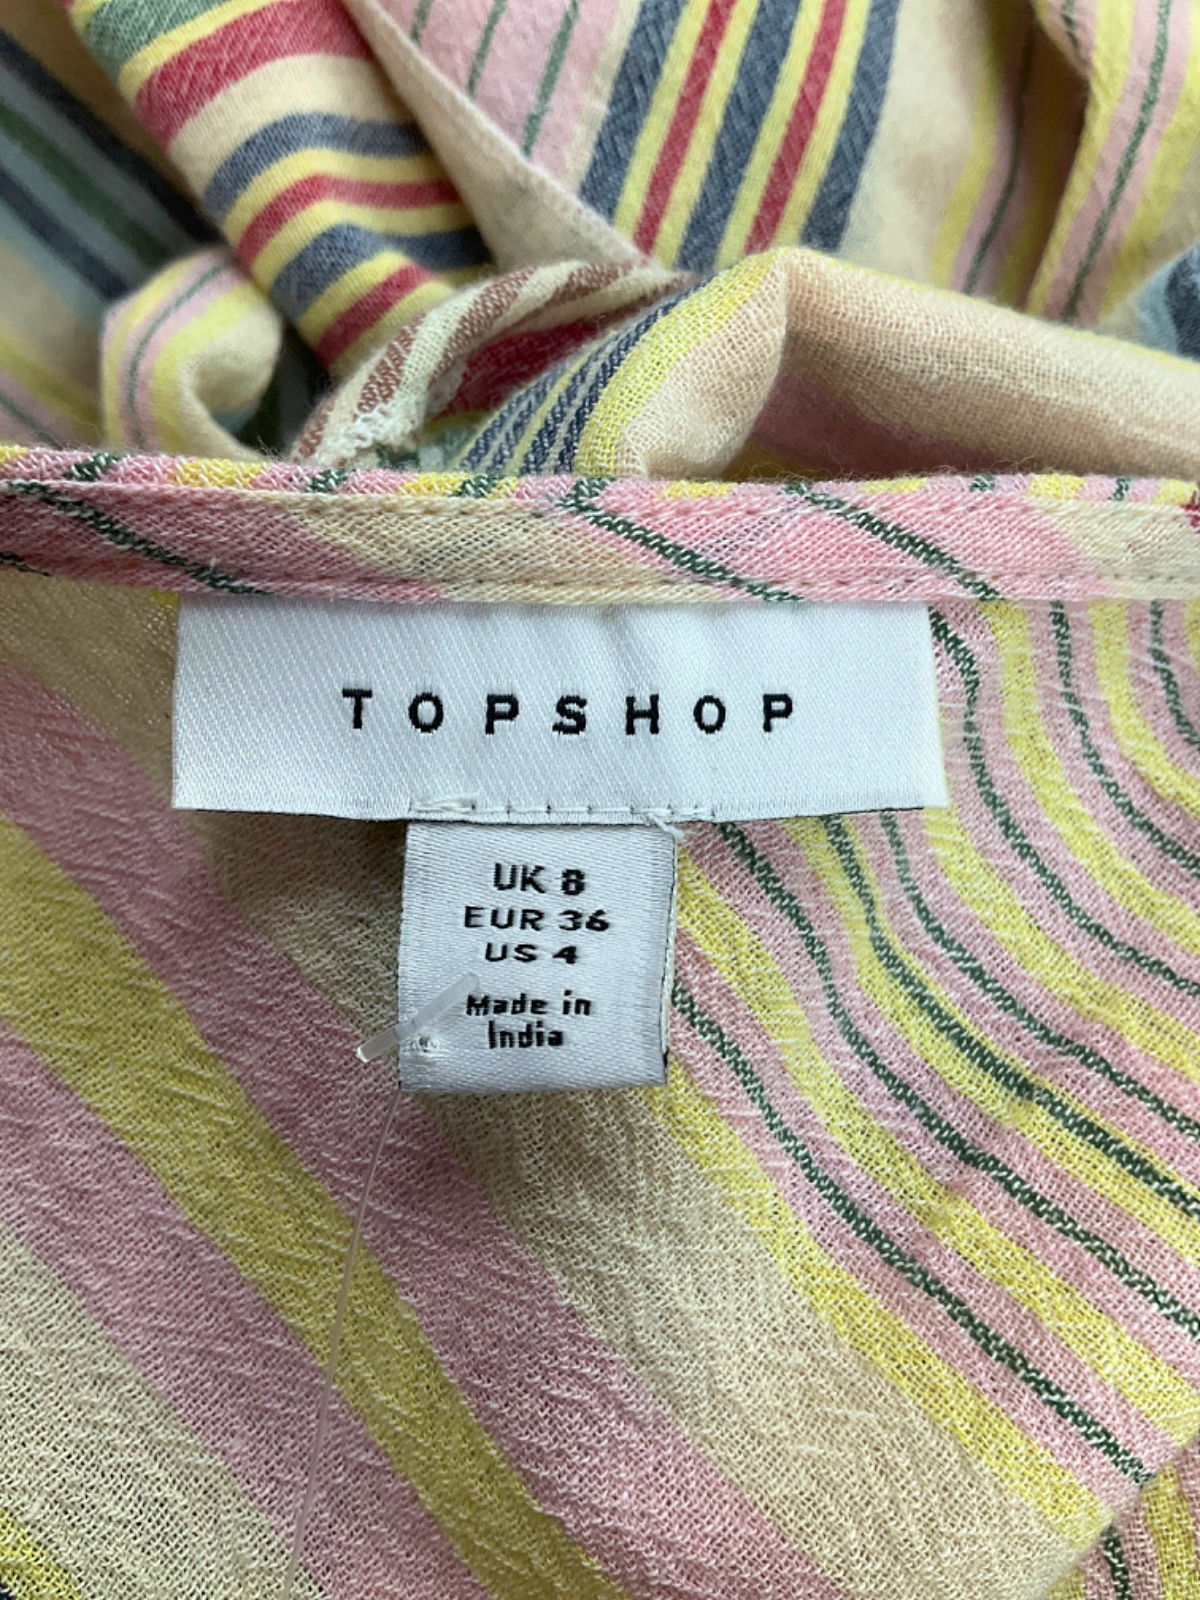 TOPSHOP
UK 8
EUR 36
US 4
Made in
India